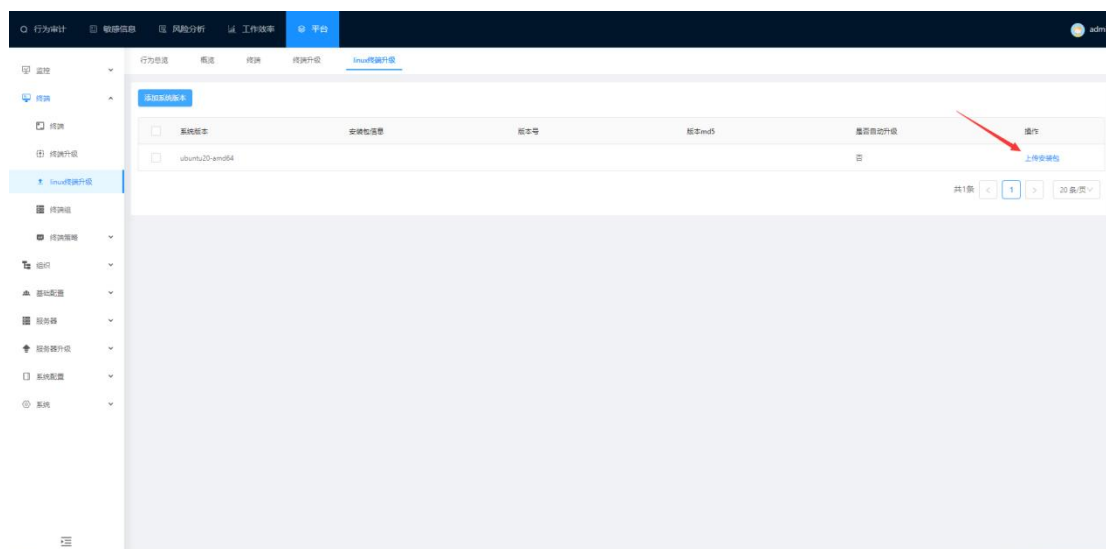 行为审计 敏感信息 风险分析 工作效率 平台 adm
行为总览 概览 终端 终端升级 linux终端升级
监控
终端
终端
终端升级
linux终端升级
终端组
终端策略
组织
基础配置
服务器
服务器升级
系统配置
系统
添加系统版本
系统版本 安装包信息 版本号 版本md5 是否自动升级 操作
ubuntu20-amd64 否 上传安装包
共1条 < 1 > 20 条/页